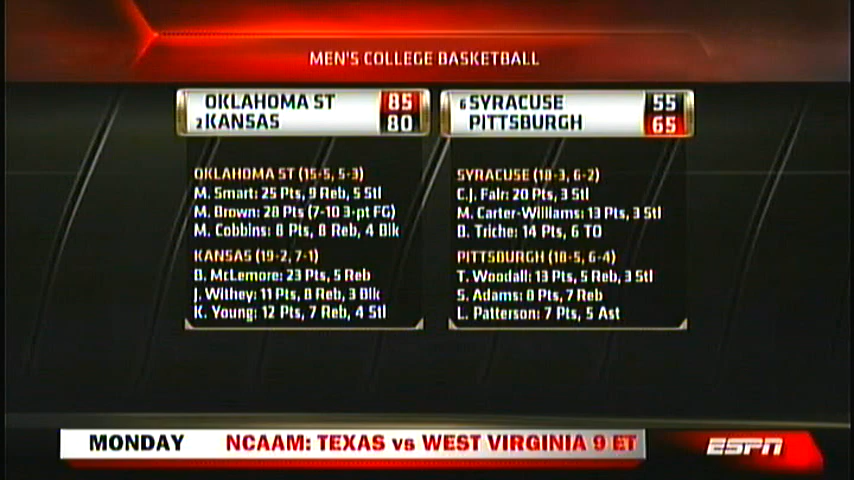 MEN'S COLLEGE BASKETBALL
OKLAHOMA ST 85
2 KANSAS 80
OKLAHOMA ST (15-5, 5-3)
M. Smart: 25 Pts, 9 Reb, 5 Stl
M. Brown: 28 Pts (7-10 3-pt FG)
M. Cobbins: 8 Pts, 8 Reb, 4 Blk
KANSAS (19-2, 7-1)
B. McLemore: 23 Pts, 5 Reb
J. Withey: 11 Pts, 8 Reb, 3 Blk
K. Young: 12 Pts, 7 Reb, 4 Stl
6 SYRACUSE 55
PITTSBURGH 65
SYRACUSE (18-3, 6-2)
C.J. Fair: 20 Pts, 3 Stl
M. Carter-Williams: 13 Pts, 3 Stl
B. Triche: 14 Pts, 6 TO
PITTSBURGH (18-5, 6-4)
T. Woodall: 13 Pts, 5 Reb, 3 Stl
S. Adams: 8 Pts, 7 Reb
L. Patterson: 7 Pts, 5 Ast
MONDAY NCAAM: TEXAS vs WEST VIRGINIA 9 ET
ESPN